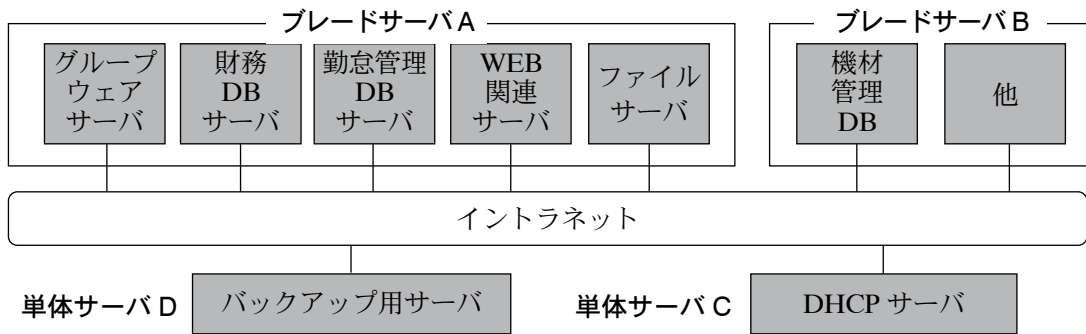 ブレードサーバ A
ブレードサーバ B
グループ
ウェア
サーバ
財務
DB
サーバ
勤怠管理
DB
サーバ
WEB
関連
サーバ
ファイル
サーバ
機材
管理
DB
他
イントラネット
単体サーバ D
バックアップ用サーバ
単体サーバ C
DHCP サーバ